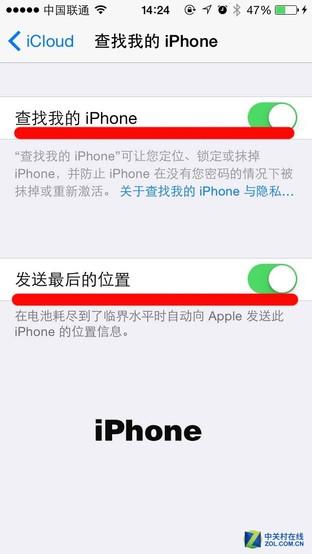 中国联通 14:24 47%
iCloud 查找我的 iPhone
查找我的 iPhone
“查找我的 iPhone”可让您定位、锁定或抹掉
iPhone，并防止 iPhone 在没有您密码的情况下被
抹掉或重新激活。 关于查找我的 iPhone 与隐私...
发送最后的位置
在电池耗尽到了临界水平时自动向 Apple 发送此
iPhone 的位置信息。
iPhone
中关村在线
ZOL.COM.CN